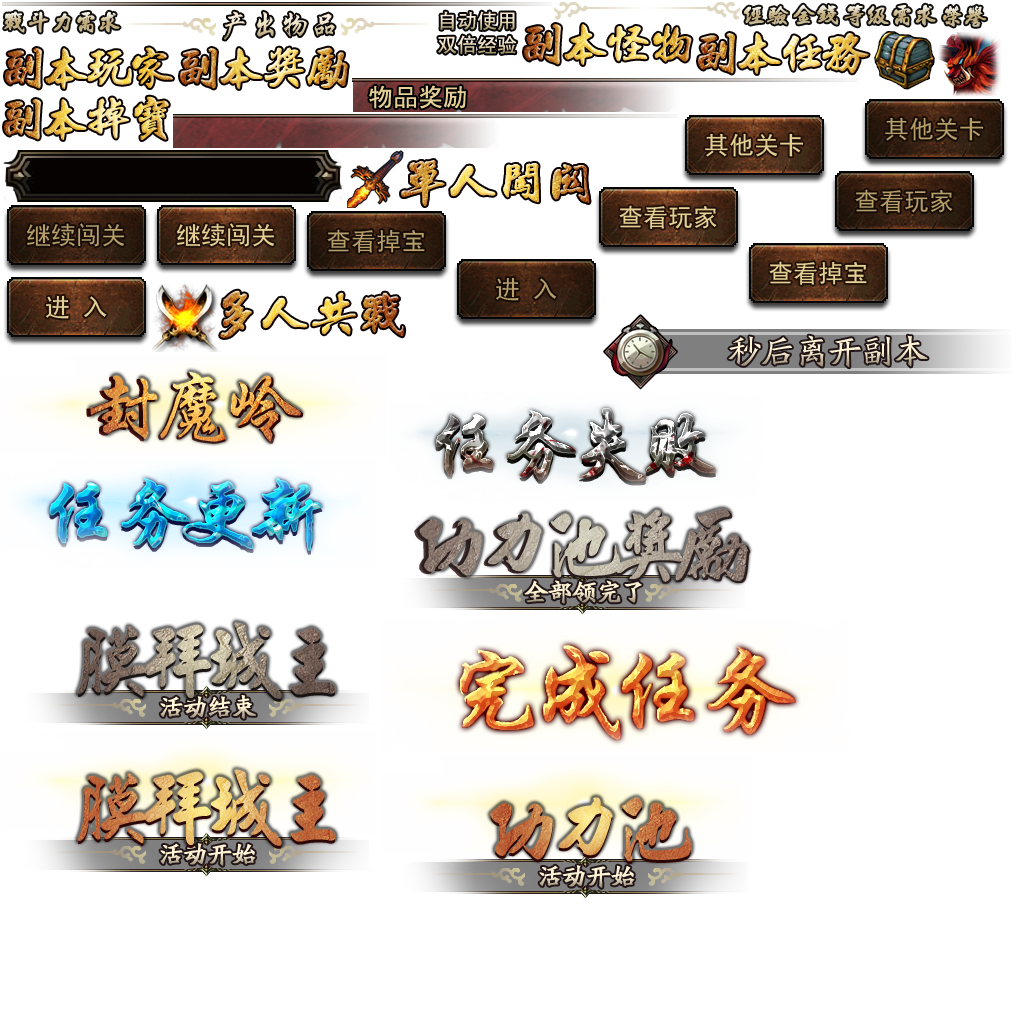 戰斗力需求
产出物品
自动使用
双倍经验
經驗金錢等級需求榮譽
副本怪物
副本任務
副本玩家
副本獎勵
物品奖励
副本掉寶
其他关卡
其他关卡
單人闖関
查看玩家
查看玩家
继续闯关
继续闯关
查看掉宝
查看掉宝
进入
进入
多人共戰
秒后离开副本
封魔岭
任务失败
任务更新
功力池獎勵
全部领完了
膜拜城主
活动结束
完成任务
膜拜城主
活动开始
功力池
活动开始